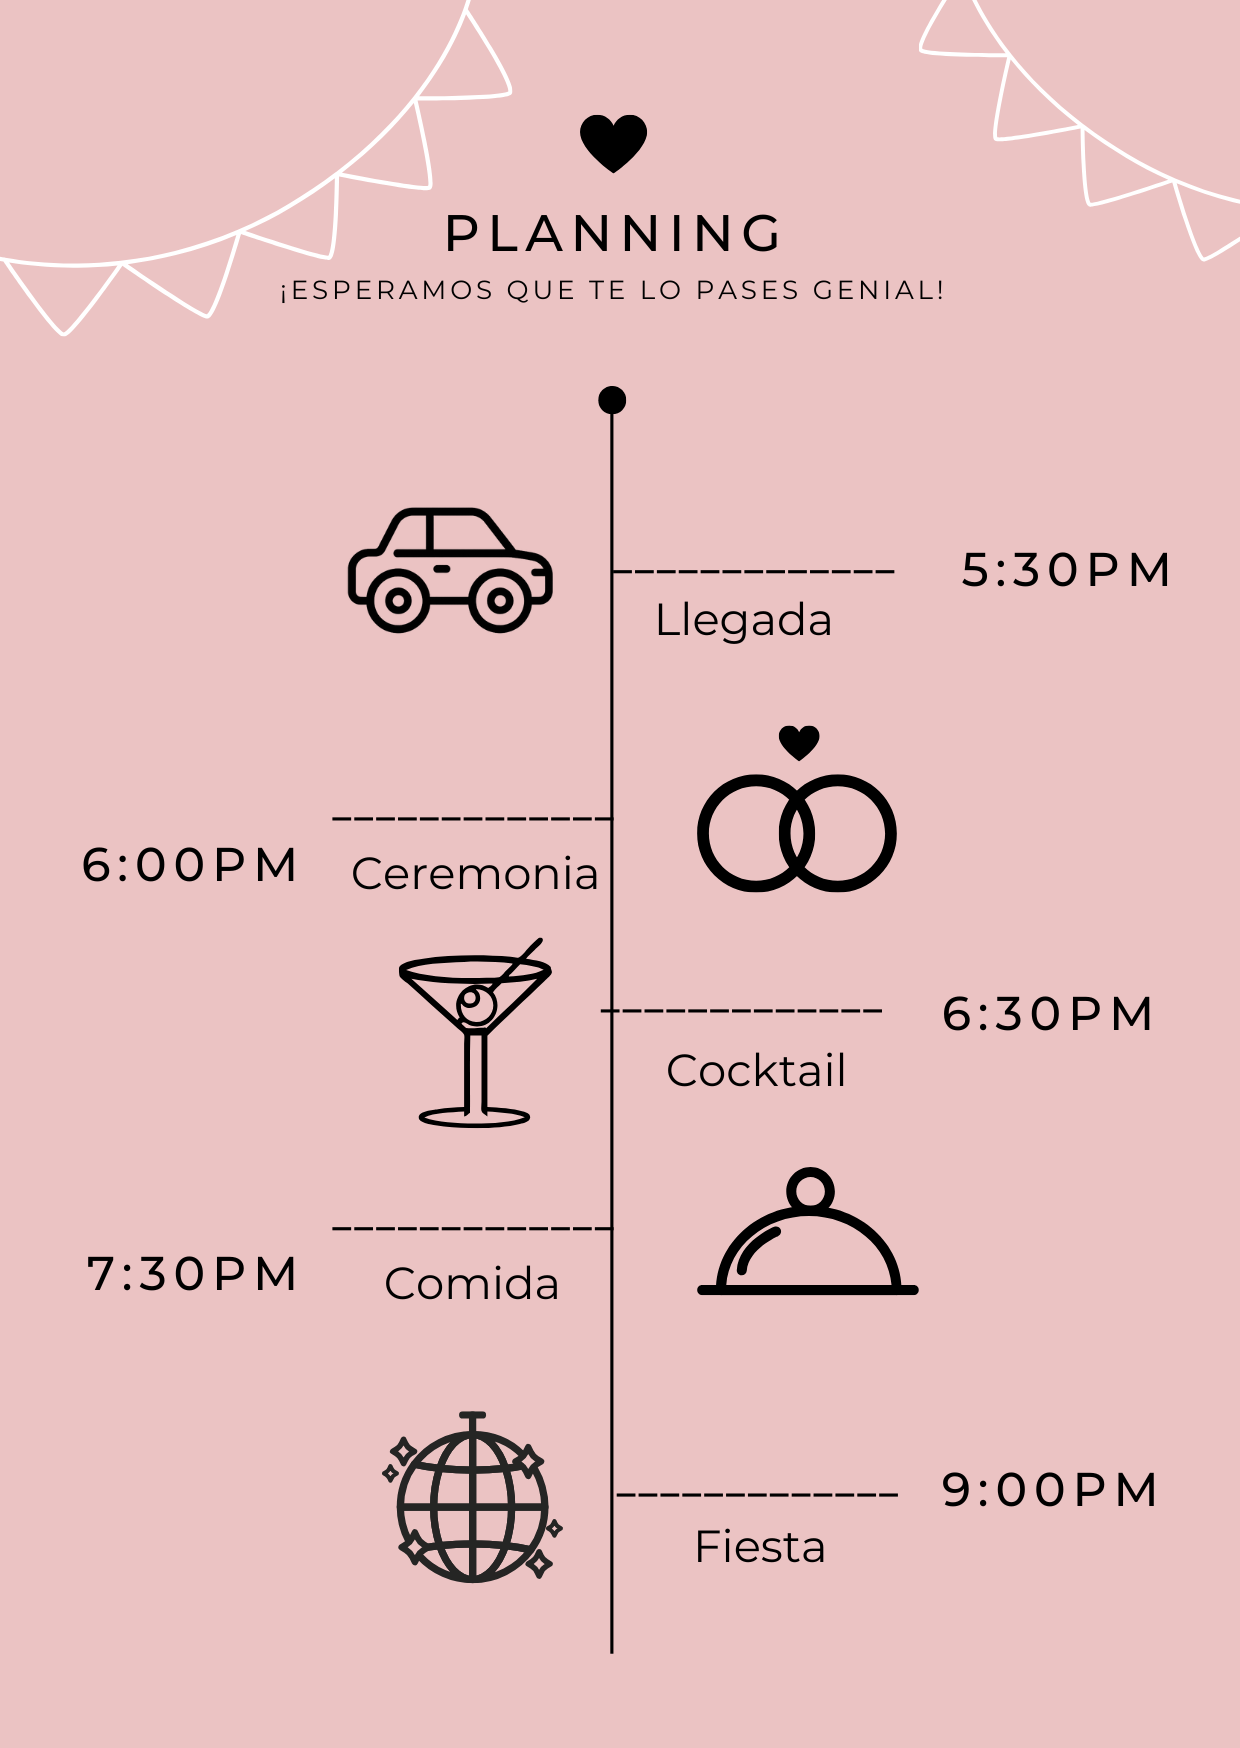 PLANNING
¡ESPERAMOS QUE TE LO PASES GENIAL!
5:30PM
Llegada
6:00PM
Ceremonia
6:30PM
Cocktail
7:30PM
Comida
9:00PM
Fiesta